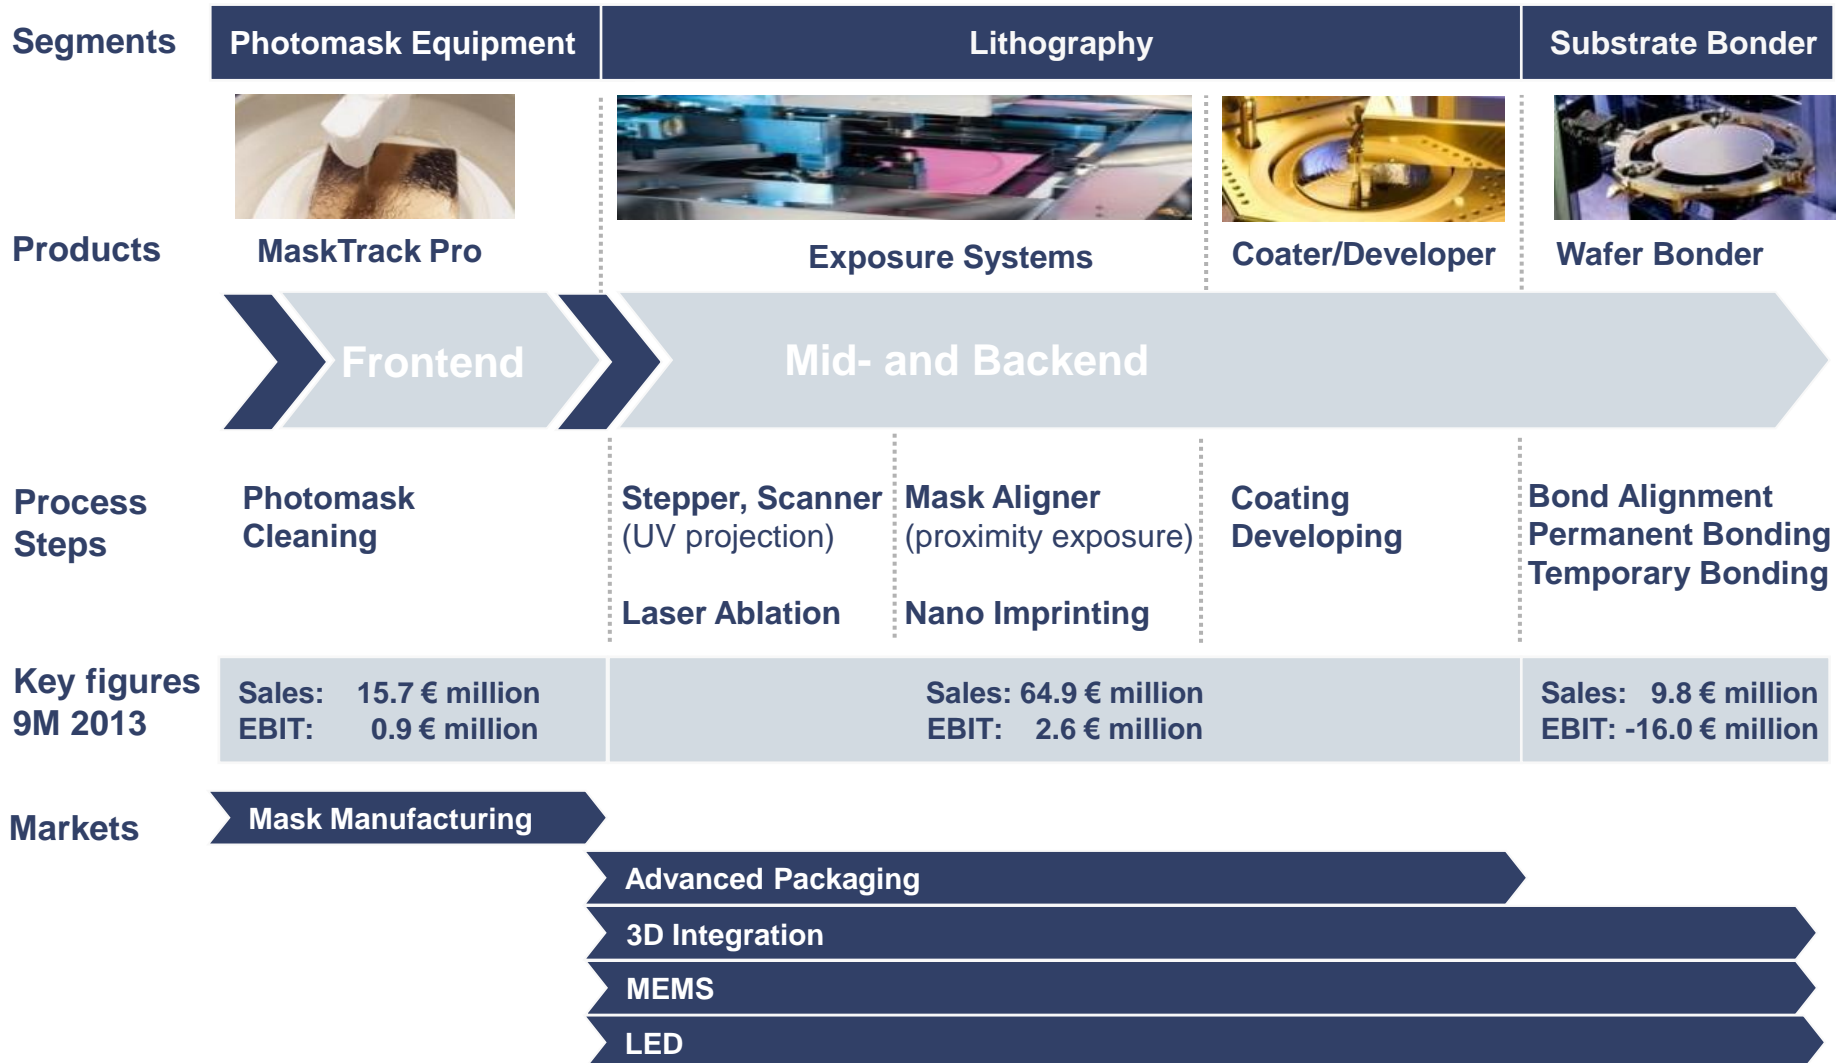 Segments
Photomask Equipment
Lithography
Substrate Bonder
Products
MaskTrack Pro
Exposure Systems
Coater/Developer
Wafer Bonder
Frontend
Mid- and Backend
Process
Steps
Photomask
Cleaning
Stepper, Scanner
(UV projection)
Laser Ablation
Mask Aligner
(proximity exposure)
Nano Imprinting
Coating
Developing
Bond Alignment
Permanent Bonding
Temporary Bonding
Key figures
9M 2013
Sales: 15.7 € million
EBIT: 0.9 € million
Sales: 64.9 € million
EBIT: 2.6 € million
Sales: 9.8 € million
EBIT: -16.0 € million
Markets
Mask Manufacturing
Advanced Packaging
3D Integration
MEMS
LED